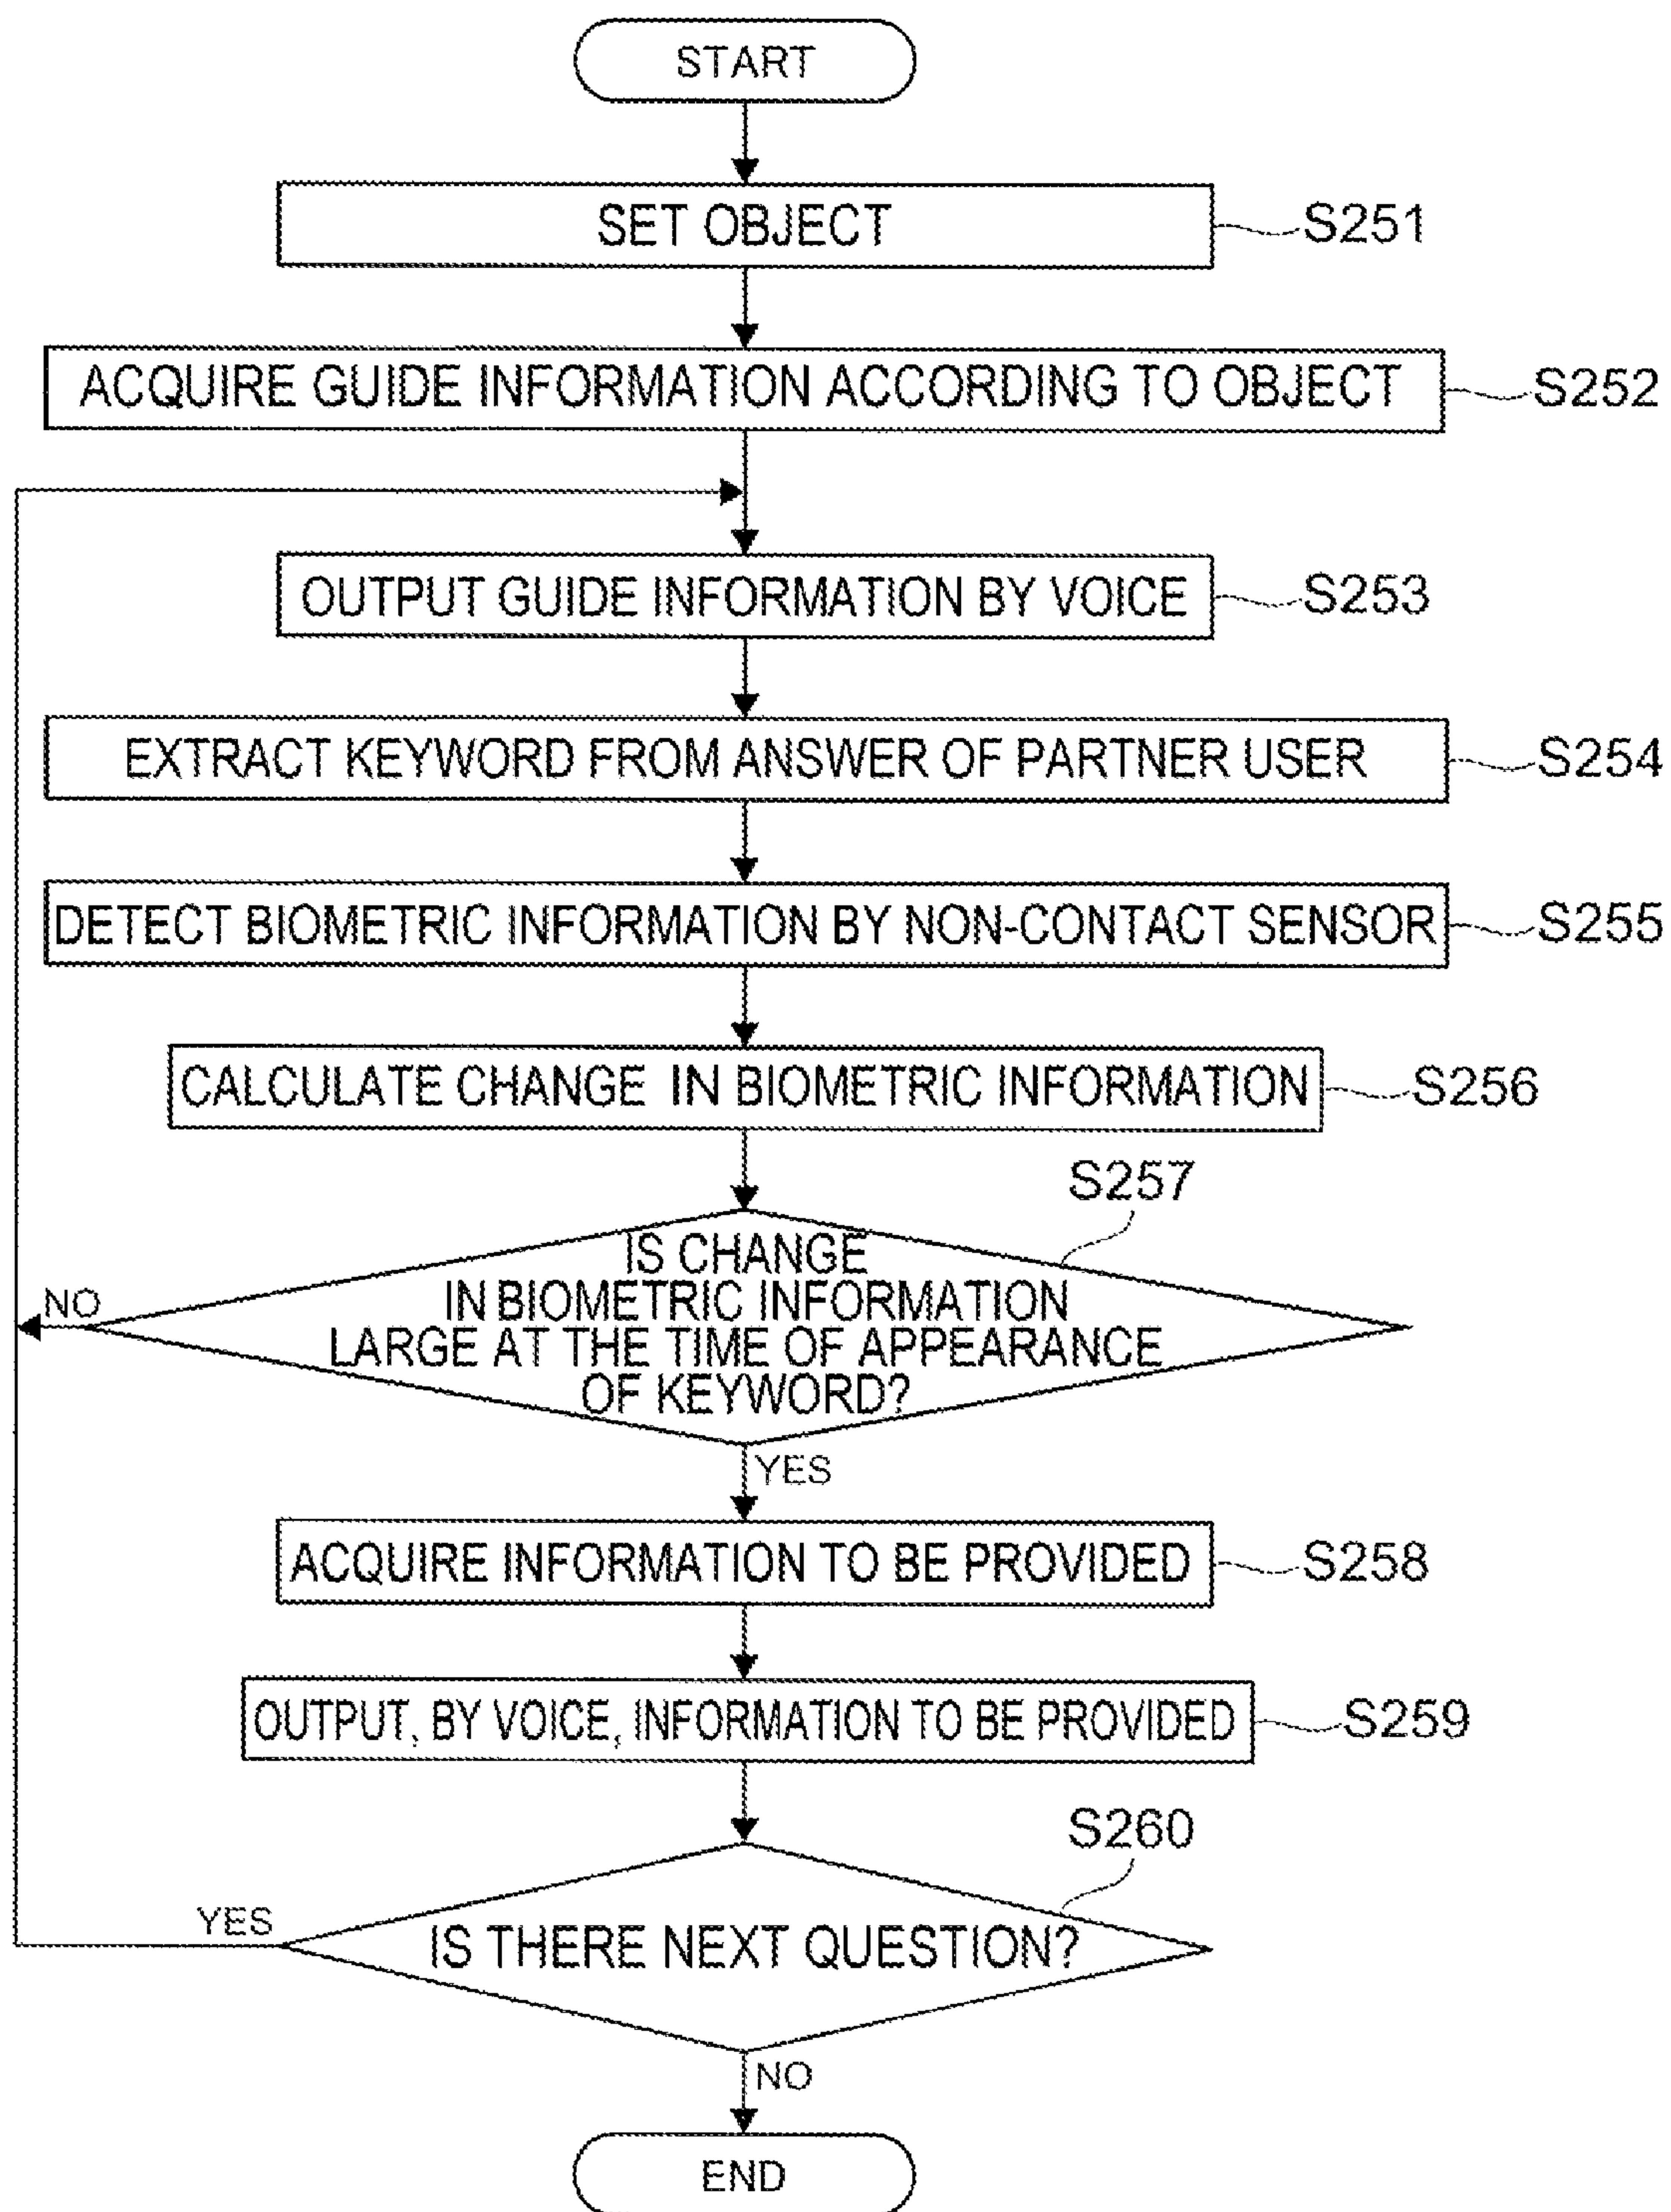 START
SET OBJECT
S251
ACQUIRE GUIDE INFORMATION ACCORDING TO OBJECT
S252
OUTPUT GUIDE INFORMATION BY VOICE
S253
EXTRACT KEYWORD FROM ANSWER OF PARTNER USER
S254
DETECT BIOMETRIC INFORMATION BY NON-CONTACT SENSOR
S255
CALCULATE CHANGE IN BIOMETRIC INFORMATION
S256
S257
IS CHANGE
IN BIOMETRIC INFORMATION
LARGE AT THE TIME OF APPEARANCE
OF KEYWORD?
NO
YES
ACQUIRE INFORMATION TO BE PROVIDED
S258
OUTPUT, BY VOICE, INFORMATION TO BE PROVIDED
S259
S260
IS THERE NEXT QUESTION?
YES
NO
END